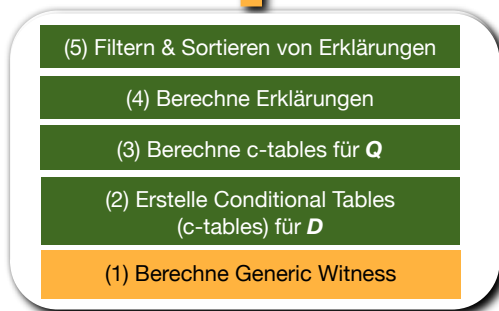 (5) Filtern & Sortieren von Erklärungen
(4) Berechne Erklärungen
(3) Berechne c-tables für Q
(2) Erstelle Conditional Tables
(c-tables) für D
(1) Berechne Generic Witness